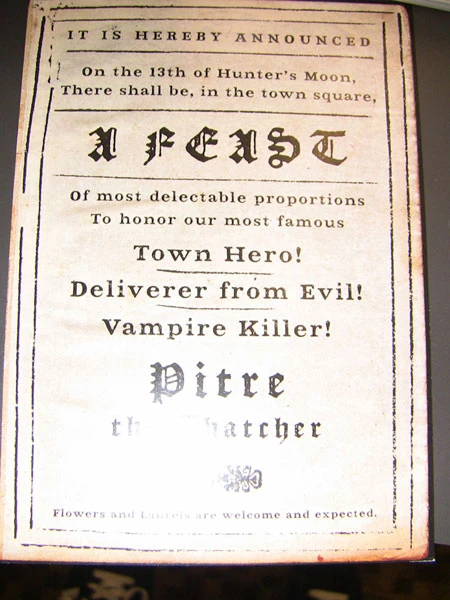 IT IS HEREBY ANNOUNCED
On the 13th of Hunter's Moon,
There shall be, in the town square,
A FEAST
Of most delectable proportions
To honor our most famous
Town Hero!
Deliverer from Evil!
Vampire Killer!
Pitre
the Thatcher
Flowers and Laurels are welcome and expected.